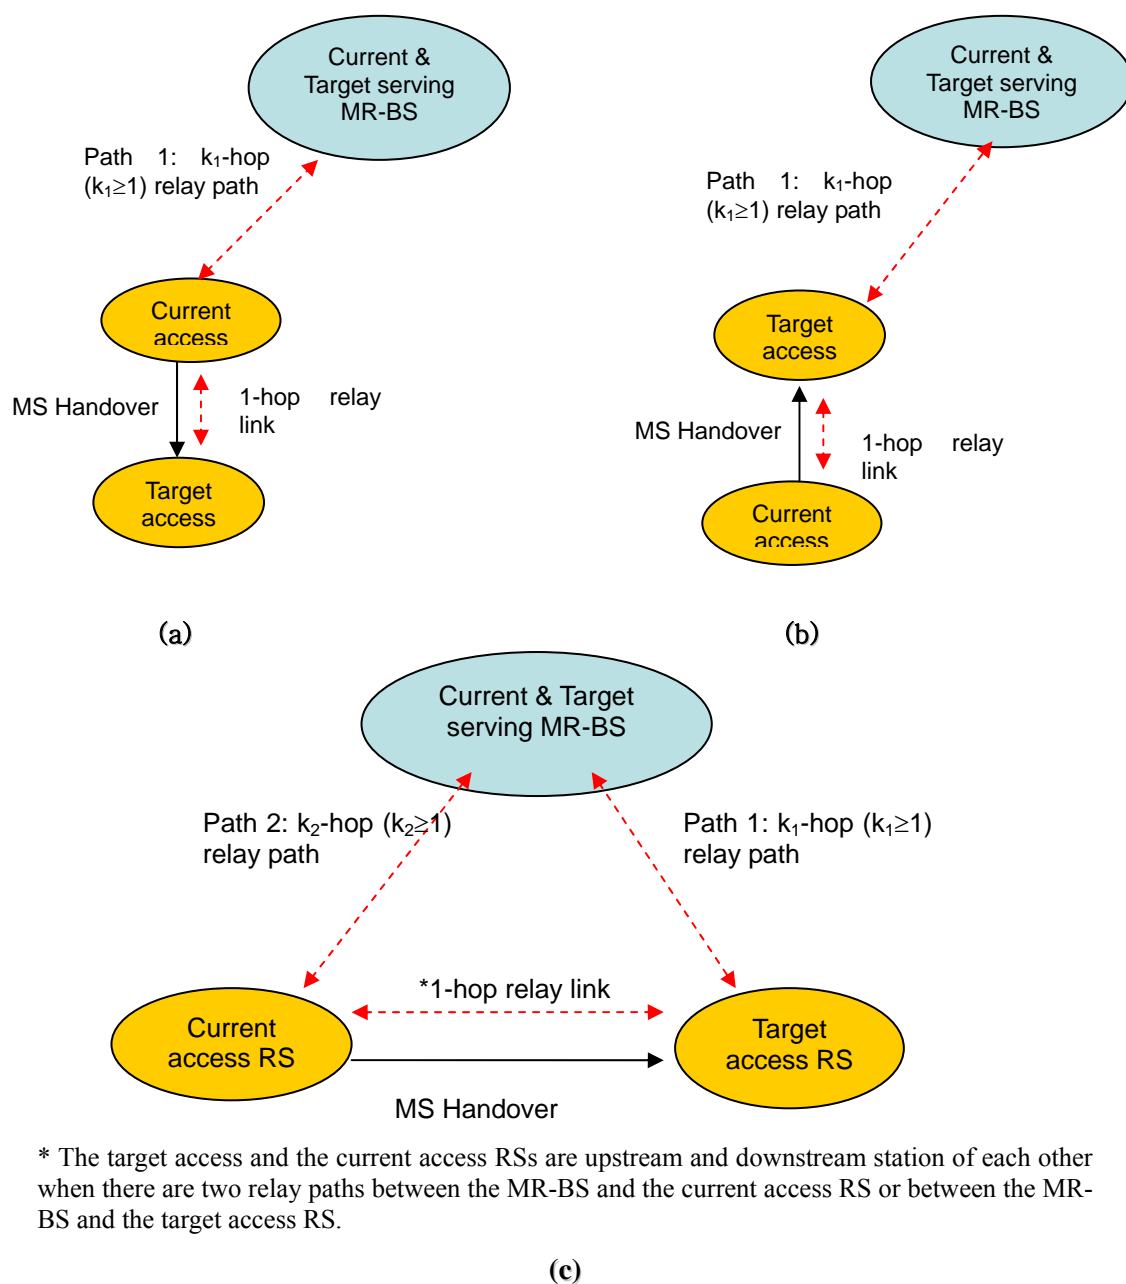 Current &
Target serving
MR-BS
Path 1: k₁-hop
(k₁≥1) relay path
Current
access
MS Handover
1-hop relay
link
Target
access
(a)
Current &
Target serving
MR-BS
Path 1: k₁-hop
(k₁≥1) relay path
Target
access
MS Handover
1-hop relay
link
Current
access
(b)
Current & Target
serving MR-BS
Path 2: k₂-hop (k₂≥1)
relay path
Path 1: k₁-hop (k₁≥1)
relay path
*1-hop relay link
Current
access RS
Target
access RS
MS Handover
* The target access and the current access RSs are upstream and downstream station of each other
when there are two relay paths between the MR-BS and the current access RS or between the MR-
BS and the target access RS.
(c)